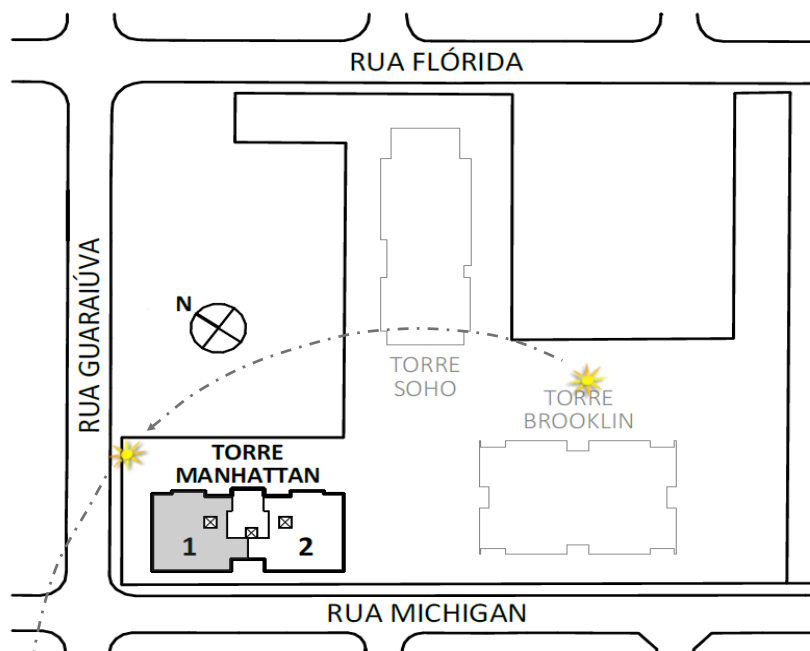 RUA FLÓRIDA
RUA GUARAIÚVA
N
TORRE
SOHO
TORRE
BROOKLIN
TORRE
MANHATTAN
1
2
RUA MICHIGAN